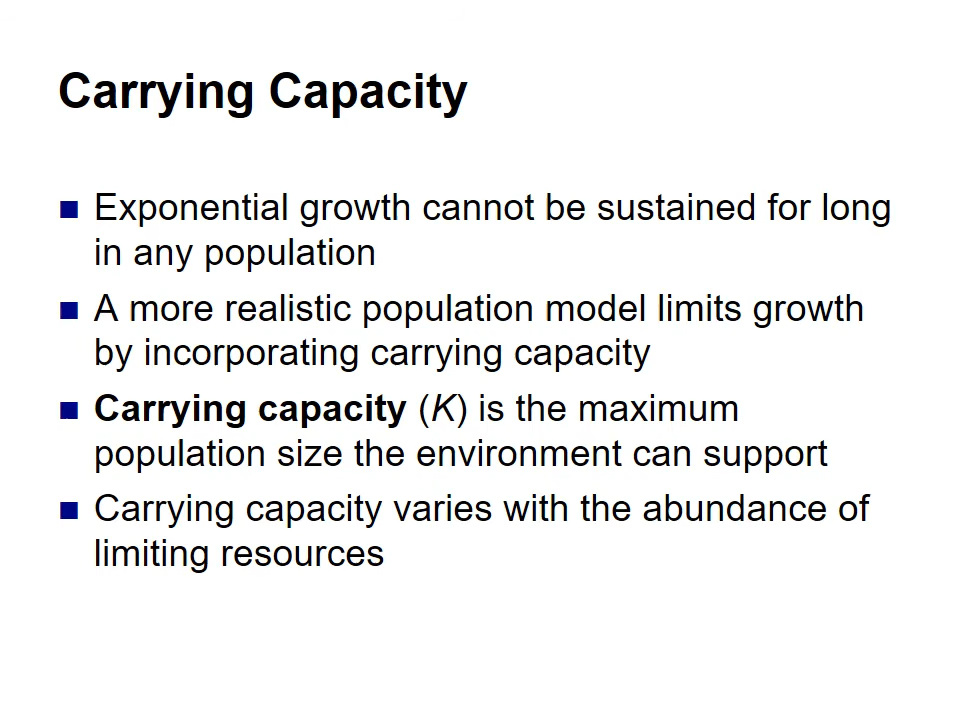 Carrying Capacity
Exponential growth cannot be sustained for long
in any population
A more realistic population model limits growth
by incorporating carrying capacity
Carrying capacity (K) is the maximum
population size the environment can support
Carrying capacity varies with the abundance of
limiting resources